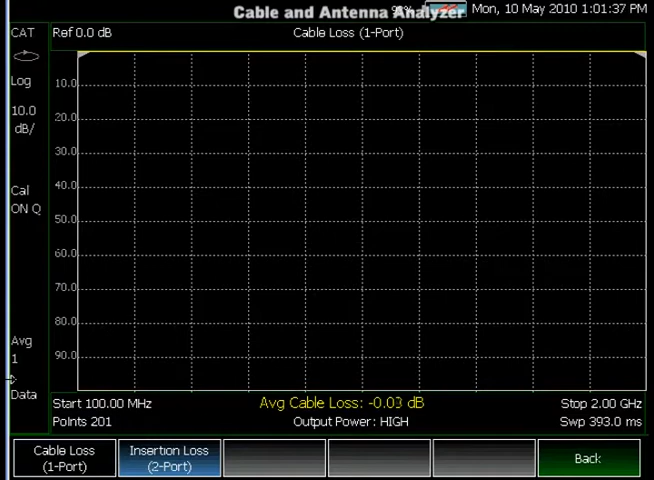 Cable and Antenna Analyzer
Mon, 10 May 2010 1:01:37 PM
CAT
Ref 0.0 dB
Cable Loss (1-Port)
Log
10.0
dB/
Cal
ON Q
Avg
1
Data
10.0
20.0
30.0
40.0
50.0
60.0
70.0
80.0
90.0
Start 100.00 MHz
Avg Cable Loss: -0.03 dB
Stop 2.00 GHz
Points 201
Output Power: HIGH
Swp 393.0 ms
Cable Loss
(1-Port)
Insertion Loss
(2-Port)
Back